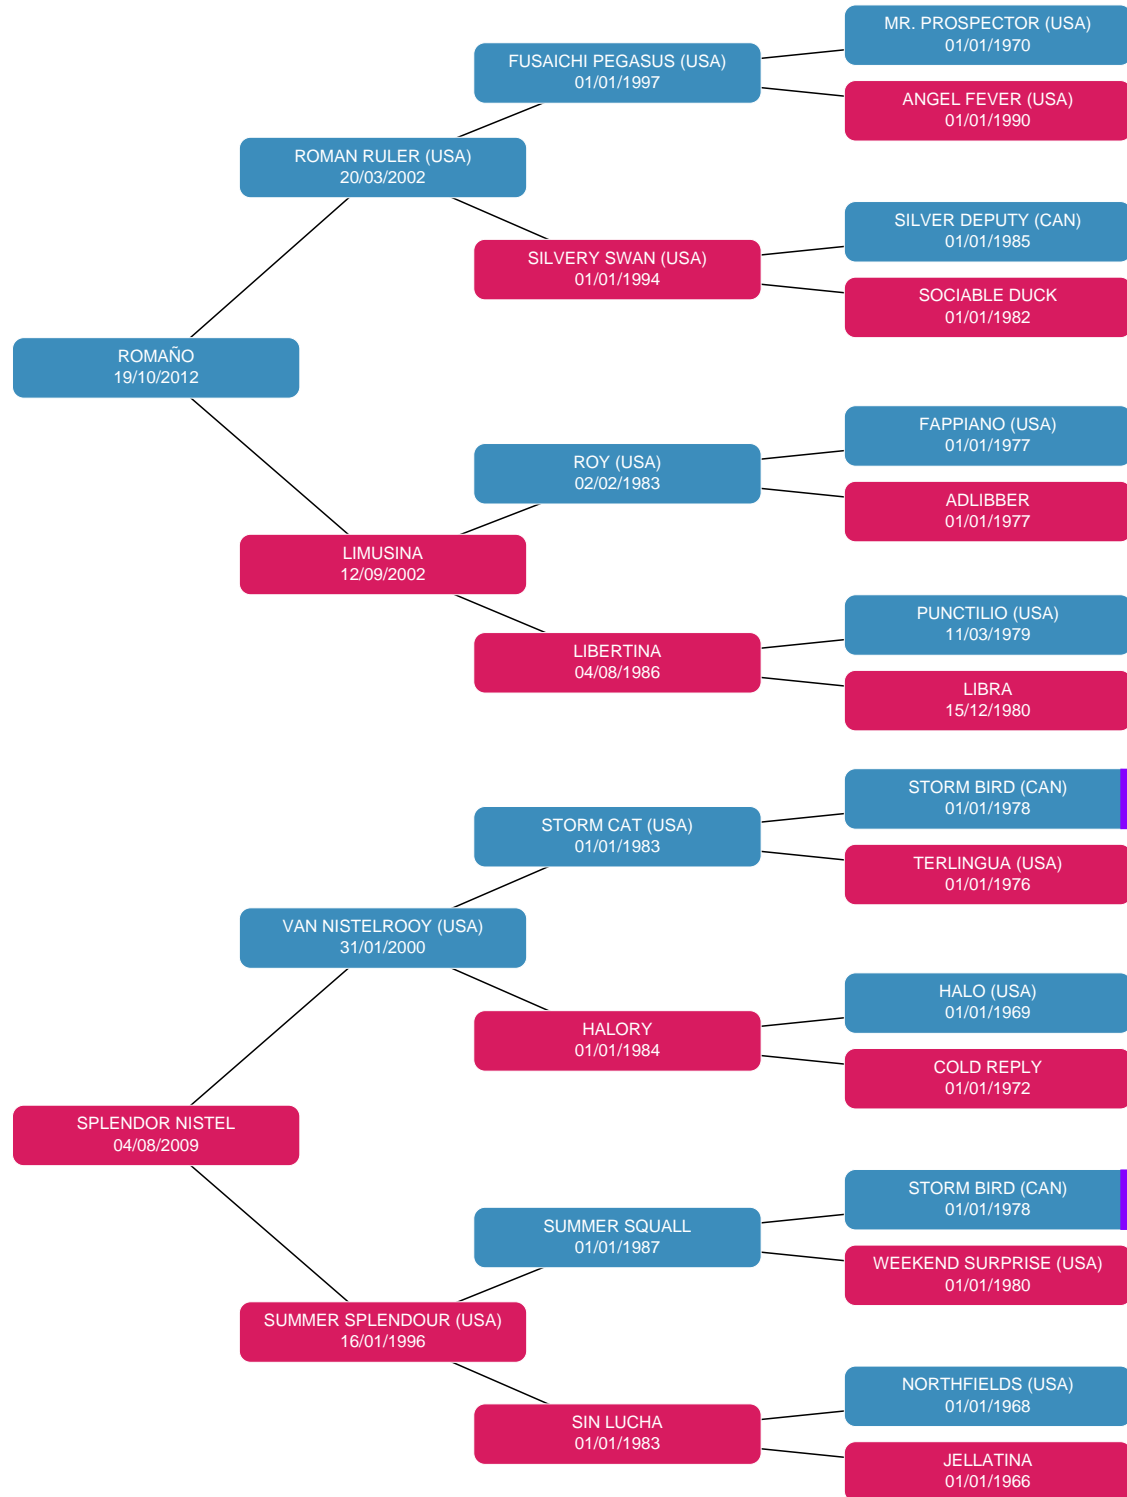 MR. PROSPECTOR (USA)
01/01/1970
FUSAICHI PEGASUS (USA)
01/01/1997
ANGEL FEVER (USA)
01/01/1990
ROMAN RULER (USA)
20/03/2002
SILVER DEPUTY (CAN)
01/01/1985
SILVERY SWAN (USA)
01/01/1994
SOCIABLE DUCK
01/01/1982
ROMAÑO
19/10/2012
FAPPIANO (USA)
01/01/1977
ROY (USA)
02/02/1983
ADLIBBER
01/01/1977
LIMUSINA
12/09/2002
PUNCTILIO (USA)
11/03/1979
LIBERTINA
04/08/1986
LIBRA
15/12/1980
STORM BIRD (CAN)
01/01/1978
STORM CAT (USA)
01/01/1983
TERLINGUA (USA)
01/01/1976
VAN NISTELROOY (USA)
31/01/2000
HALO (USA)
01/01/1969
HALORY
01/01/1984
COLD REPLY
01/01/1972
SPLENDOR NISTEL
04/08/2009
STORM BIRD (CAN)
01/01/1978
SUMMER SQUALL
01/01/1987
WEEKEND SURPRISE (USA)
01/01/1980
SUMMER SPLENDOUR (USA)
16/01/1996
NORTHFIELDS (USA)
01/01/1968
SIN LUCHA
01/01/1983
JELLATINA
01/01/1966